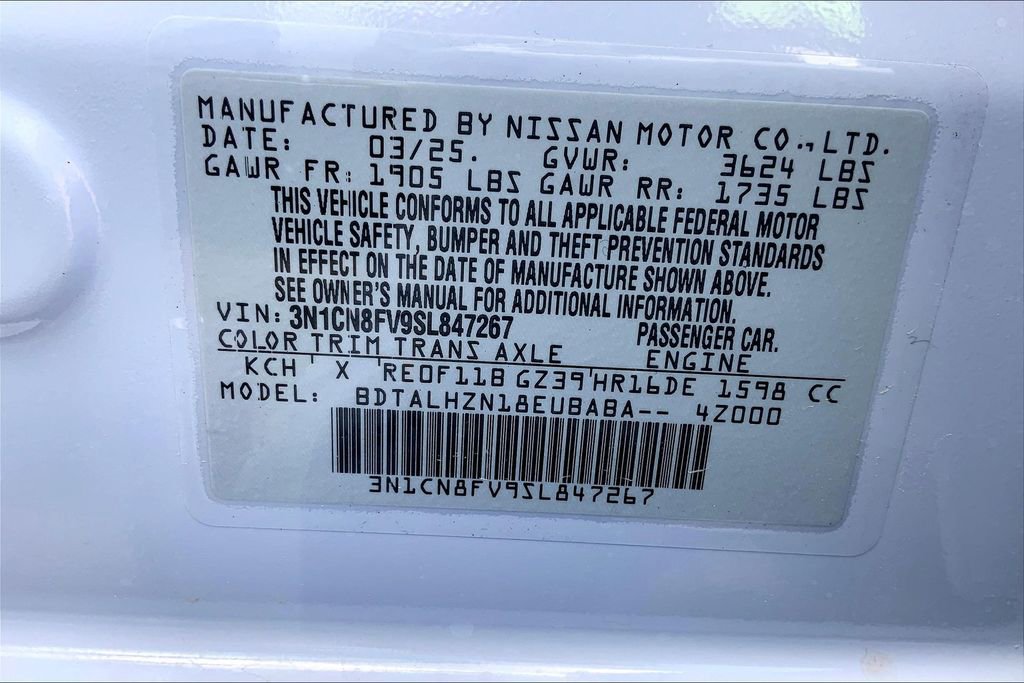 MANUFACTURED BY NISSAN MOTOR CO.,LTD.
DATE: 03/25. GVWR: 3624 LBS
GAWR FR: 1905 LBS GAWR RR: 1735 LBS
THIS VEHICLE CONFORMS TO ALL APPLICABLE FEDERAL MOTOR
VEHICLE SAFETY, BUMPER AND THEFT PREVENTION STANDARDS
IN EFFECT ON THE DATE OF MANUFACTURE SHOWN ABOVE.
SEE OWNER'S MANUAL FOR ADDITIONAL INFORMATION.
VIN: 3N1CN8FV9SL847267 PASSENGER CAR.
COLOR TRIM TRANS AXLE ENGINE
KCH ' X 'RE0F11B GZ39'HR16DE 1598 CC
MODEL: BDTALHZN18EUBABA-- 4Z000
3N1CN8FV9SL847267